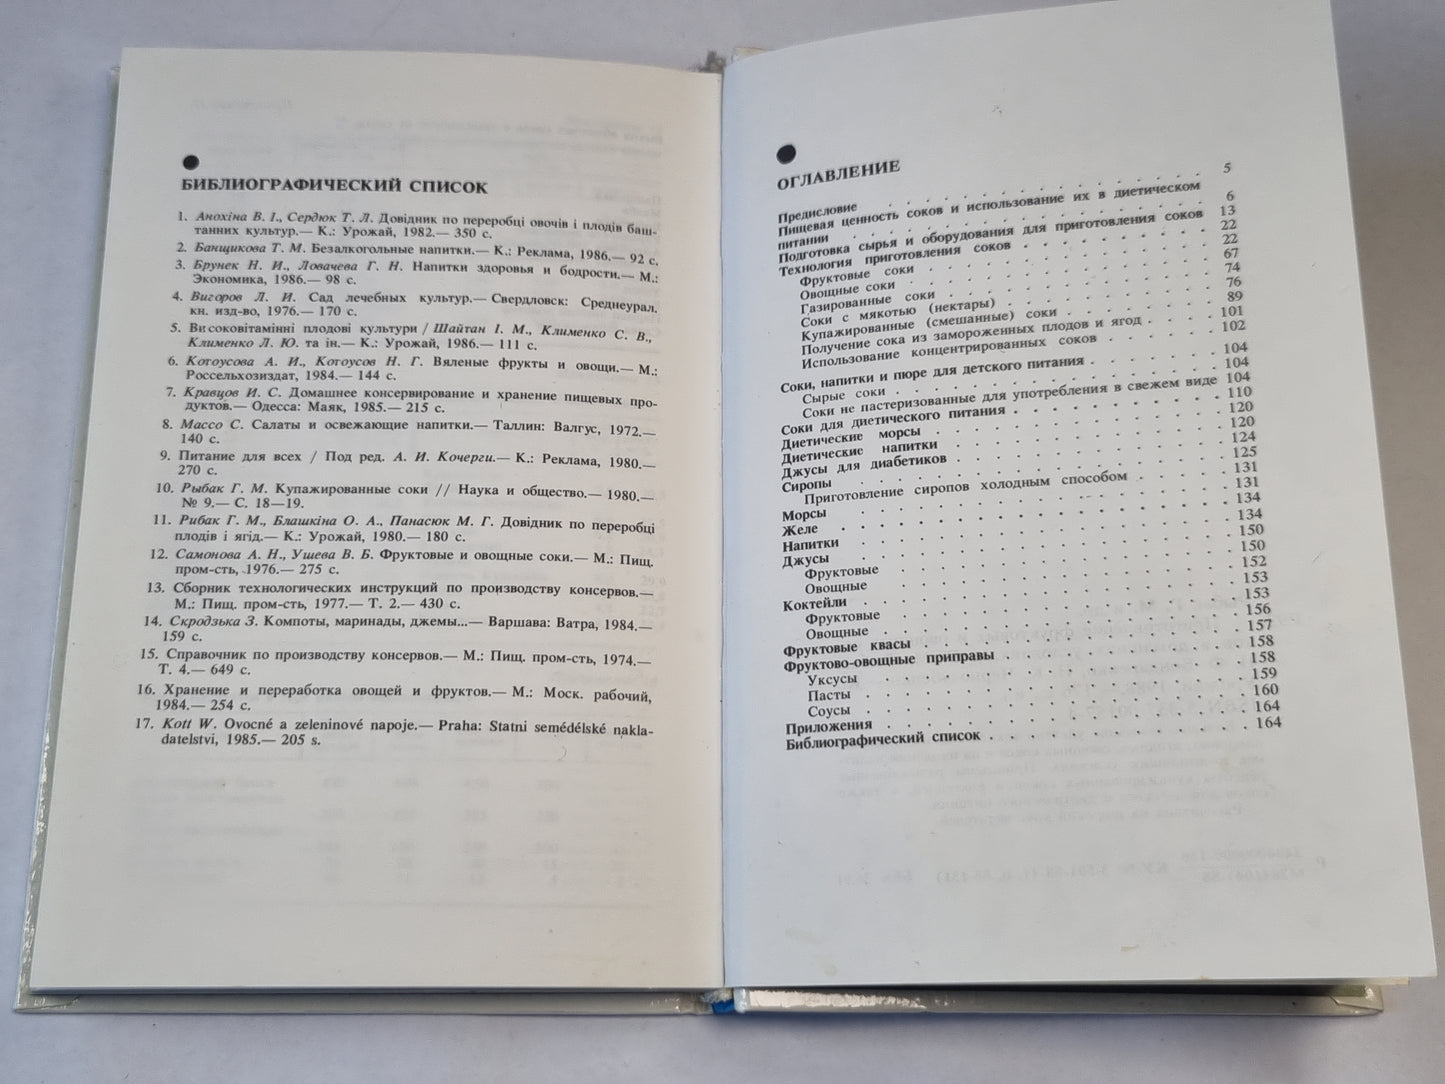 БИБЛИОГРАФИЧЕСКИЙ СПИСОК
1. Анохіна В. І., Сердюк Т. Л. Довідник по переробці овочів і плодів баш-
танних культур.— К.: Урожай, 1982.— 350 с.
2. Банщикова Т. М. Безалкогольные напитки.— К.: Реклама, 1986.— 92 с.
3. Брунек Н. И., Ловачева Г. Н. Напитки здоровья и бодрости.— М.:
Экономика, 1986.— 98 с.
4. Вигоров Л. И. Сад лечебных культур.— Свердловск: Среднеурал.
кн. изд-во, 1976.— 170 с.
5. Високовітамінні плодові культури / Шайтан І. М., Клименко С. В.,
Клименко Л. Ю. та ін.— К.: Урожай, 1986.— 111 с.
6. Котоусова А. И., Котоусов Н. Г. Вяленые фрукты и овощи.— М.:
Россельхозиздат, 1984.— 144 с.
7. Кравцов И. С. Домашнее консервирование и хранение пищевых про-
дуктов.— Одесса: Маяк, 1985.— 215 с.
8. Массо С. Салаты и освежающие напитки.— Таллин: Валгус, 1972.—
140 с.
9. Питание для всех / Под ред. А. И. Кочерги.— К.: Реклама, 1980.—
270 с.
10. Рыбак Г. М. Купажированные соки // Наука и общество.— 1980.—
№ 9.— С. 18—19.
11. Рибак Г. М., Блашкіна О. А., Панасюк М. Г. Довідник по переробці
плодів і ягід.— К.: Урожай, 1980.— 180 с.
12. Самонова А. Н., Ушева В. Б. Фруктовые и овощные соки.— М.: Пищ.
пром-сть, 1976.— 275 с.
13. Сборник технологических инструкций по производству консервов.—
М.: Пищ. пром-сть, 1977.— Т. 2.— 430 с.
14. Скродзька З. Компоты, маринады, джемы...— Варшава: Ватра, 1984.—
159 с.
15. Справочник по производству консервов.— М.: Пищ. пром-сть, 1974.—
Т. 4.— 649 с.
16. Хранение и переработка овощей и фруктов.— М.: Моск. рабочий,
1984.— 254 с.
17. Kott W. Ovocné a zeleninové napoje.— Praha: Statni semédélské nakla-
datelstvi, 1985.— 205 s.
ОГЛАВЛЕНИЕ
Предисловие 5
Пищевая ценность соков и использование их в диетическом
питании 6
Подготовка сырья и оборудования для приготовления соков 13
Технология приготовления соков 22
Фруктовые соки 22
Овощные соки 67
Газированные соки 74
Соки с мякотью (нектары) 76
Купажированные (смешанные) соки 89
Получение сока из замороженных плодов и ягод 101
Использование концентрированных соков 102
Соки, напитки и пюре для детского питания 104
Сырые соки 104
Соки не пастеризованные для употребления в свежем виде 104
Соки для диетического питания 110
Диетические морсы 120
Диетические напитки 120
Джусы для диабетиков 124
Сиропы 125
Приготовление сиропов холодным способом 131
Морсы 131
Желе 134
Напитки 134
Джусы 150
Фруктовые 150
Овощные 152
Коктейли 153
Фруктовые 153
Овощные 156
Фруктовые квасы 157
Фруктово-овощные приправы 158
Уксусы 158
Пасты 159
Соусы 160
Приложения 164
Библиографический список 164